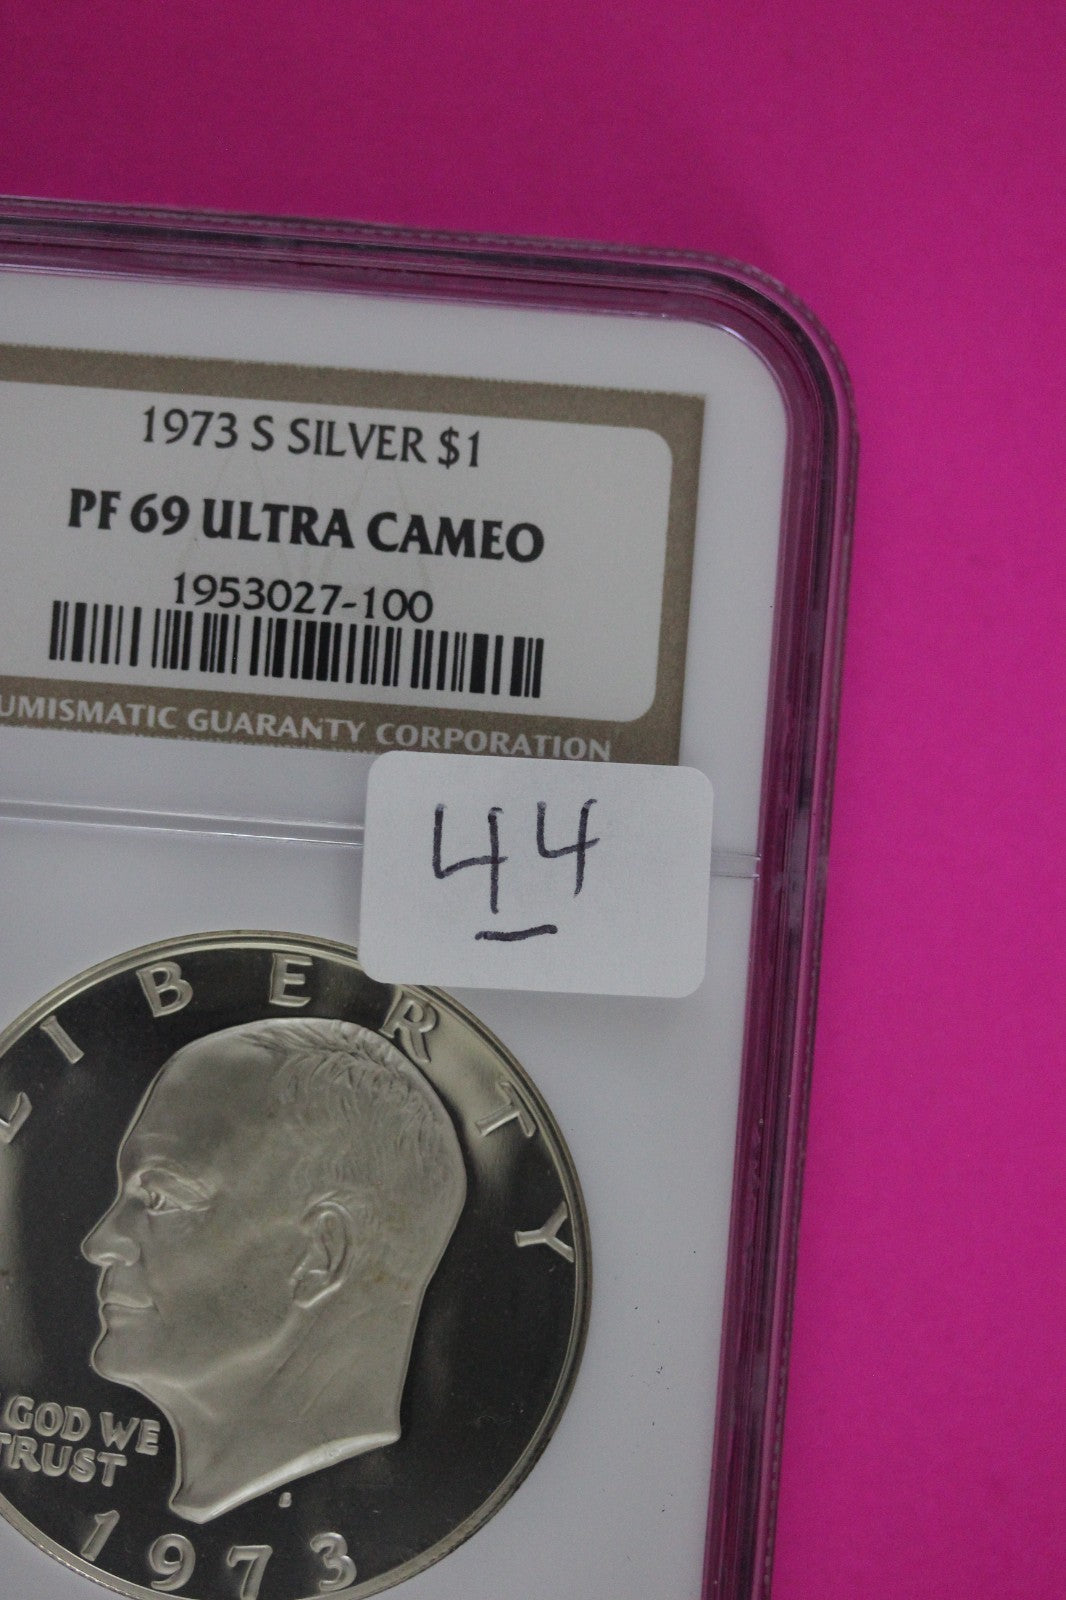 1973 S SILVER $1
PF 69 ULTRA CAMEO
1953027-100
UMISMATIC GUARANTY CORPORATION
44
LIBERTY
GOD WE
TRUST
1973